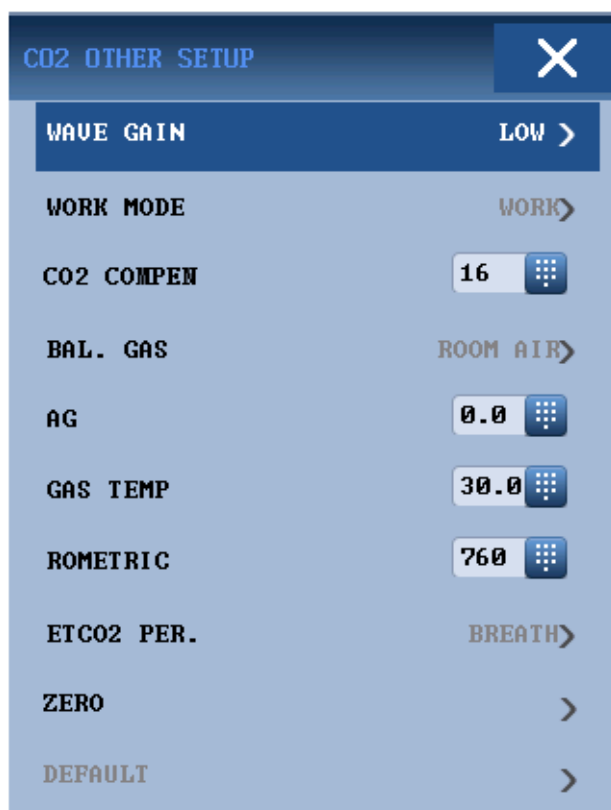 CO2 OTHER SETUP
WAVE GAIN LOW
WORK MODE WORK
CO2 COMPEN 16
BAL. GAS ROOM AIR
AG 0.0
GAS TEMP 30.0
ROMETRIC 760
ETCO2 PER. BREATH
ZERO
DEFAULT